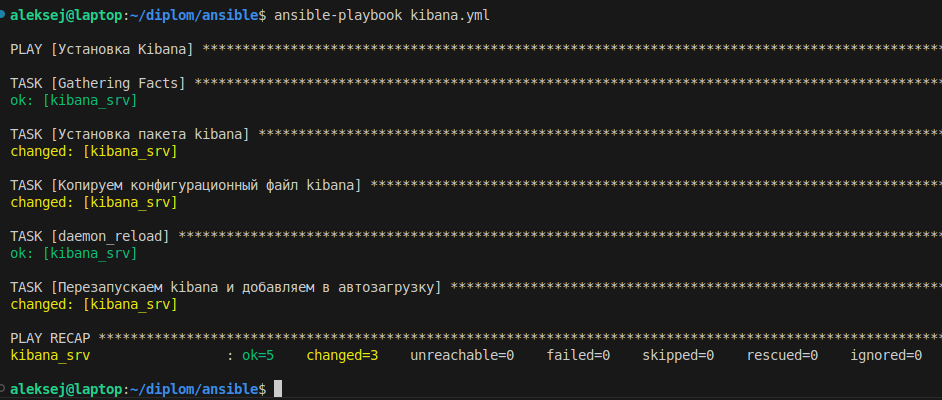 aleksej@laptop:~/diplom/ansible$ ansible-playbook kibana.yml
PLAY [Установка Kibana] ********************************************************************************************
TASK [Gathering Facts] *********************************************************************************************
ok: [kibana_srv]
TASK [Установка пакета kibana] *************************************************************************************
changed: [kibana_srv]
TASK [Копируем конфигурационный файл kibana] ***********************************************************************
changed: [kibana_srv]
TASK [daemon_reload] ***********************************************************************************************
ok: [kibana_srv]
TASK [Перезапускаем kibana и добавляем в автозагрузку] *************************************************************
changed: [kibana_srv]
PLAY RECAP *********************************************************************************************************
kibana_srv                 : ok=5    changed=3    unreachable=0    failed=0    skipped=0    rescued=0    ignored=0
aleksej@laptop:~/diplom/ansible$